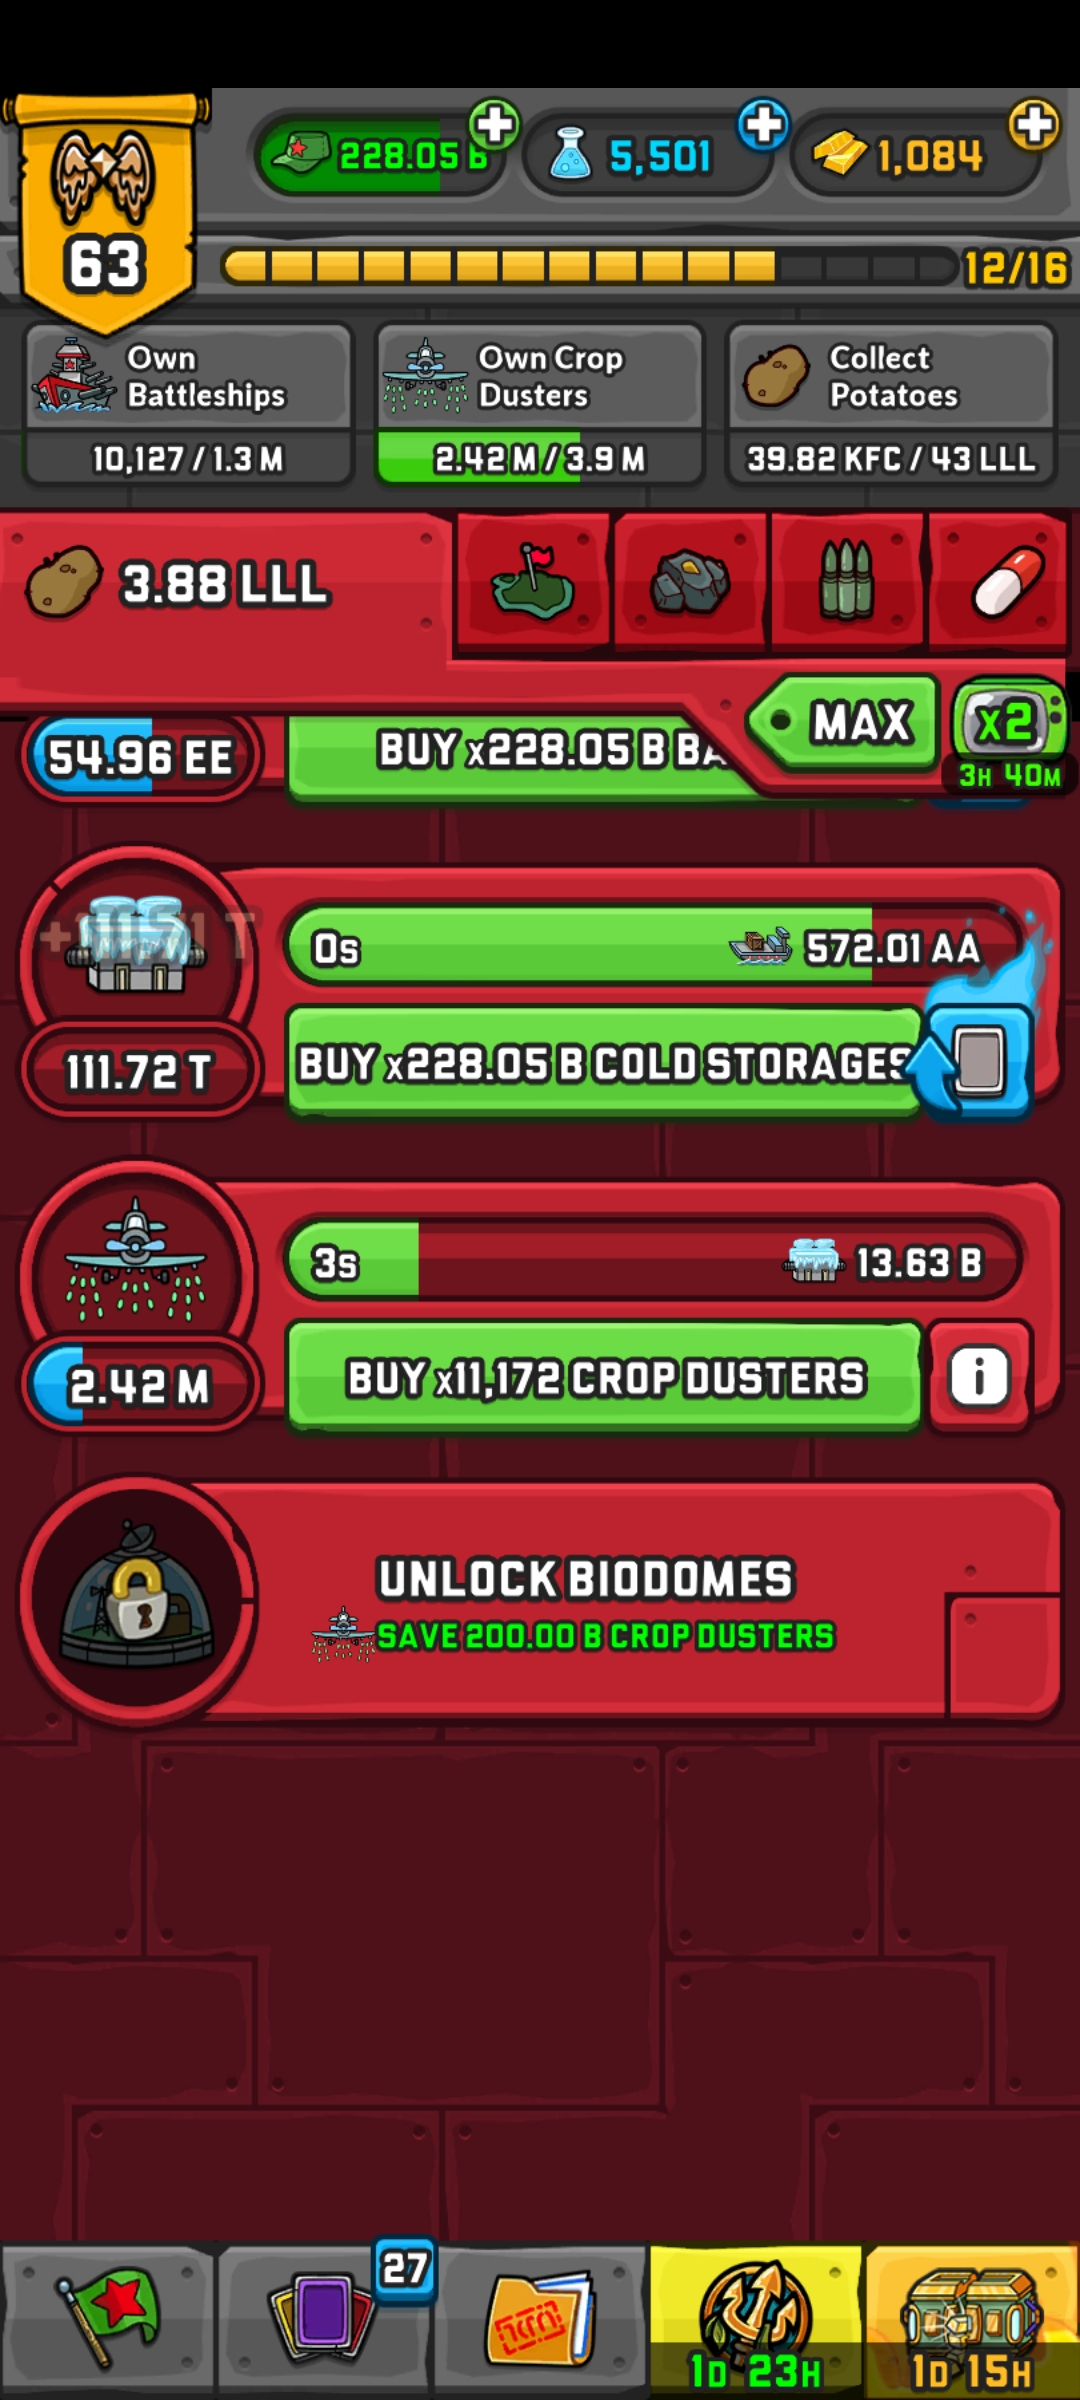 228.05 B
5,501
1,084
63
12/16
Own
Battleships
10,127 / 1.3 M
Own Crop
Dusters
2.42 M / 3.9 M
Collect
Potatoes
39.82 KFC / 43 LLL
3.88 LLL
MAX
x2
3H 40M
54.96 EE
BUY x228.05 B BA
0s
572.01 AA
111.72 T
BUY x228.05 B COLD STORAGES
3s
13.63 B
2.42 M
BUY x11,172 CROP DUSTERS
i
UNLOCK BIODOMES
SAVE 200.00 B CROP DUSTERS
27
1D 23H
1D 15H